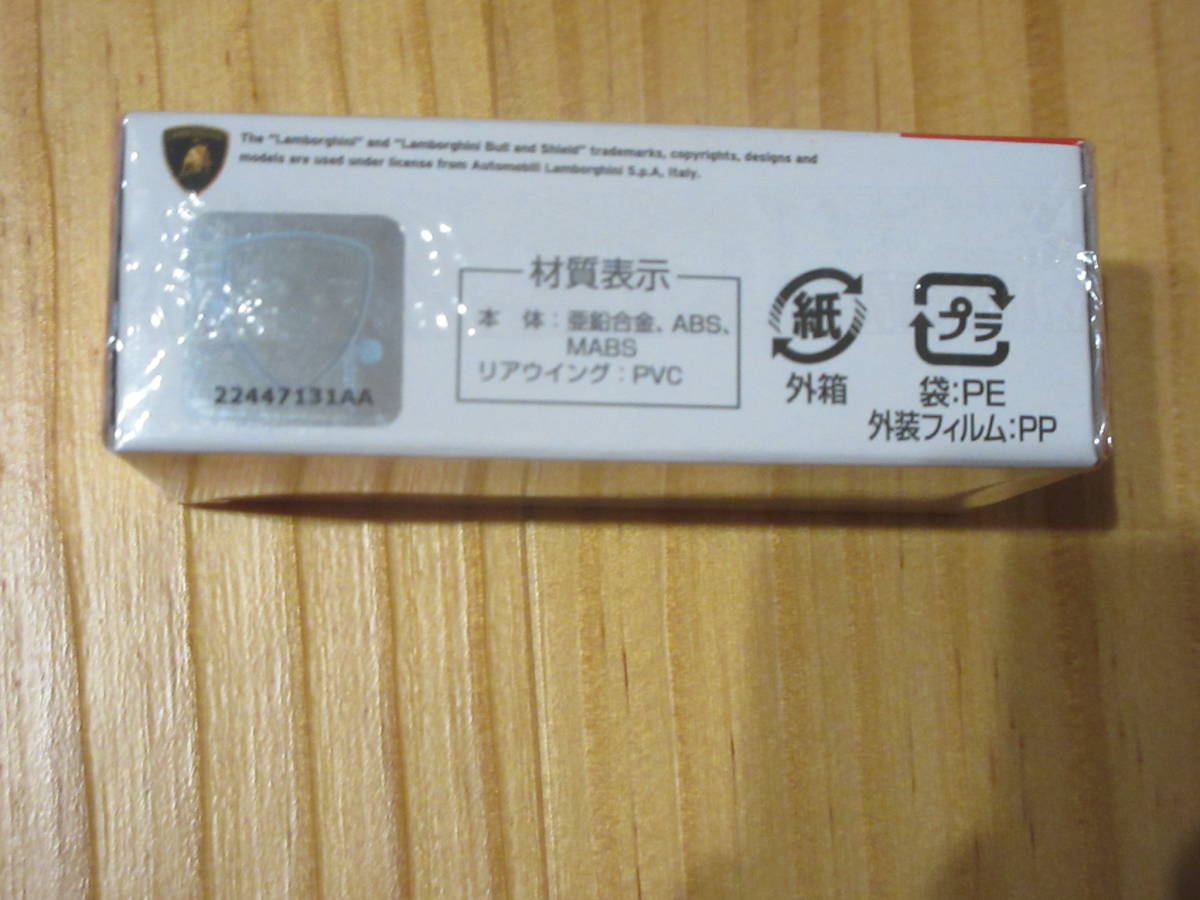 The "Lamborghini" and "Lamborghini Bull and Shield" trademarks, copyrights, designs and
models are used under license from Automobili Lamborghini S.p.A, Italy.
22447131AA
材質表示
本 体：亜鉛合金、ABS、
MABS
リアウイング：PVC
紙
外箱
プラ
袋:PE
外装フィルム:PP